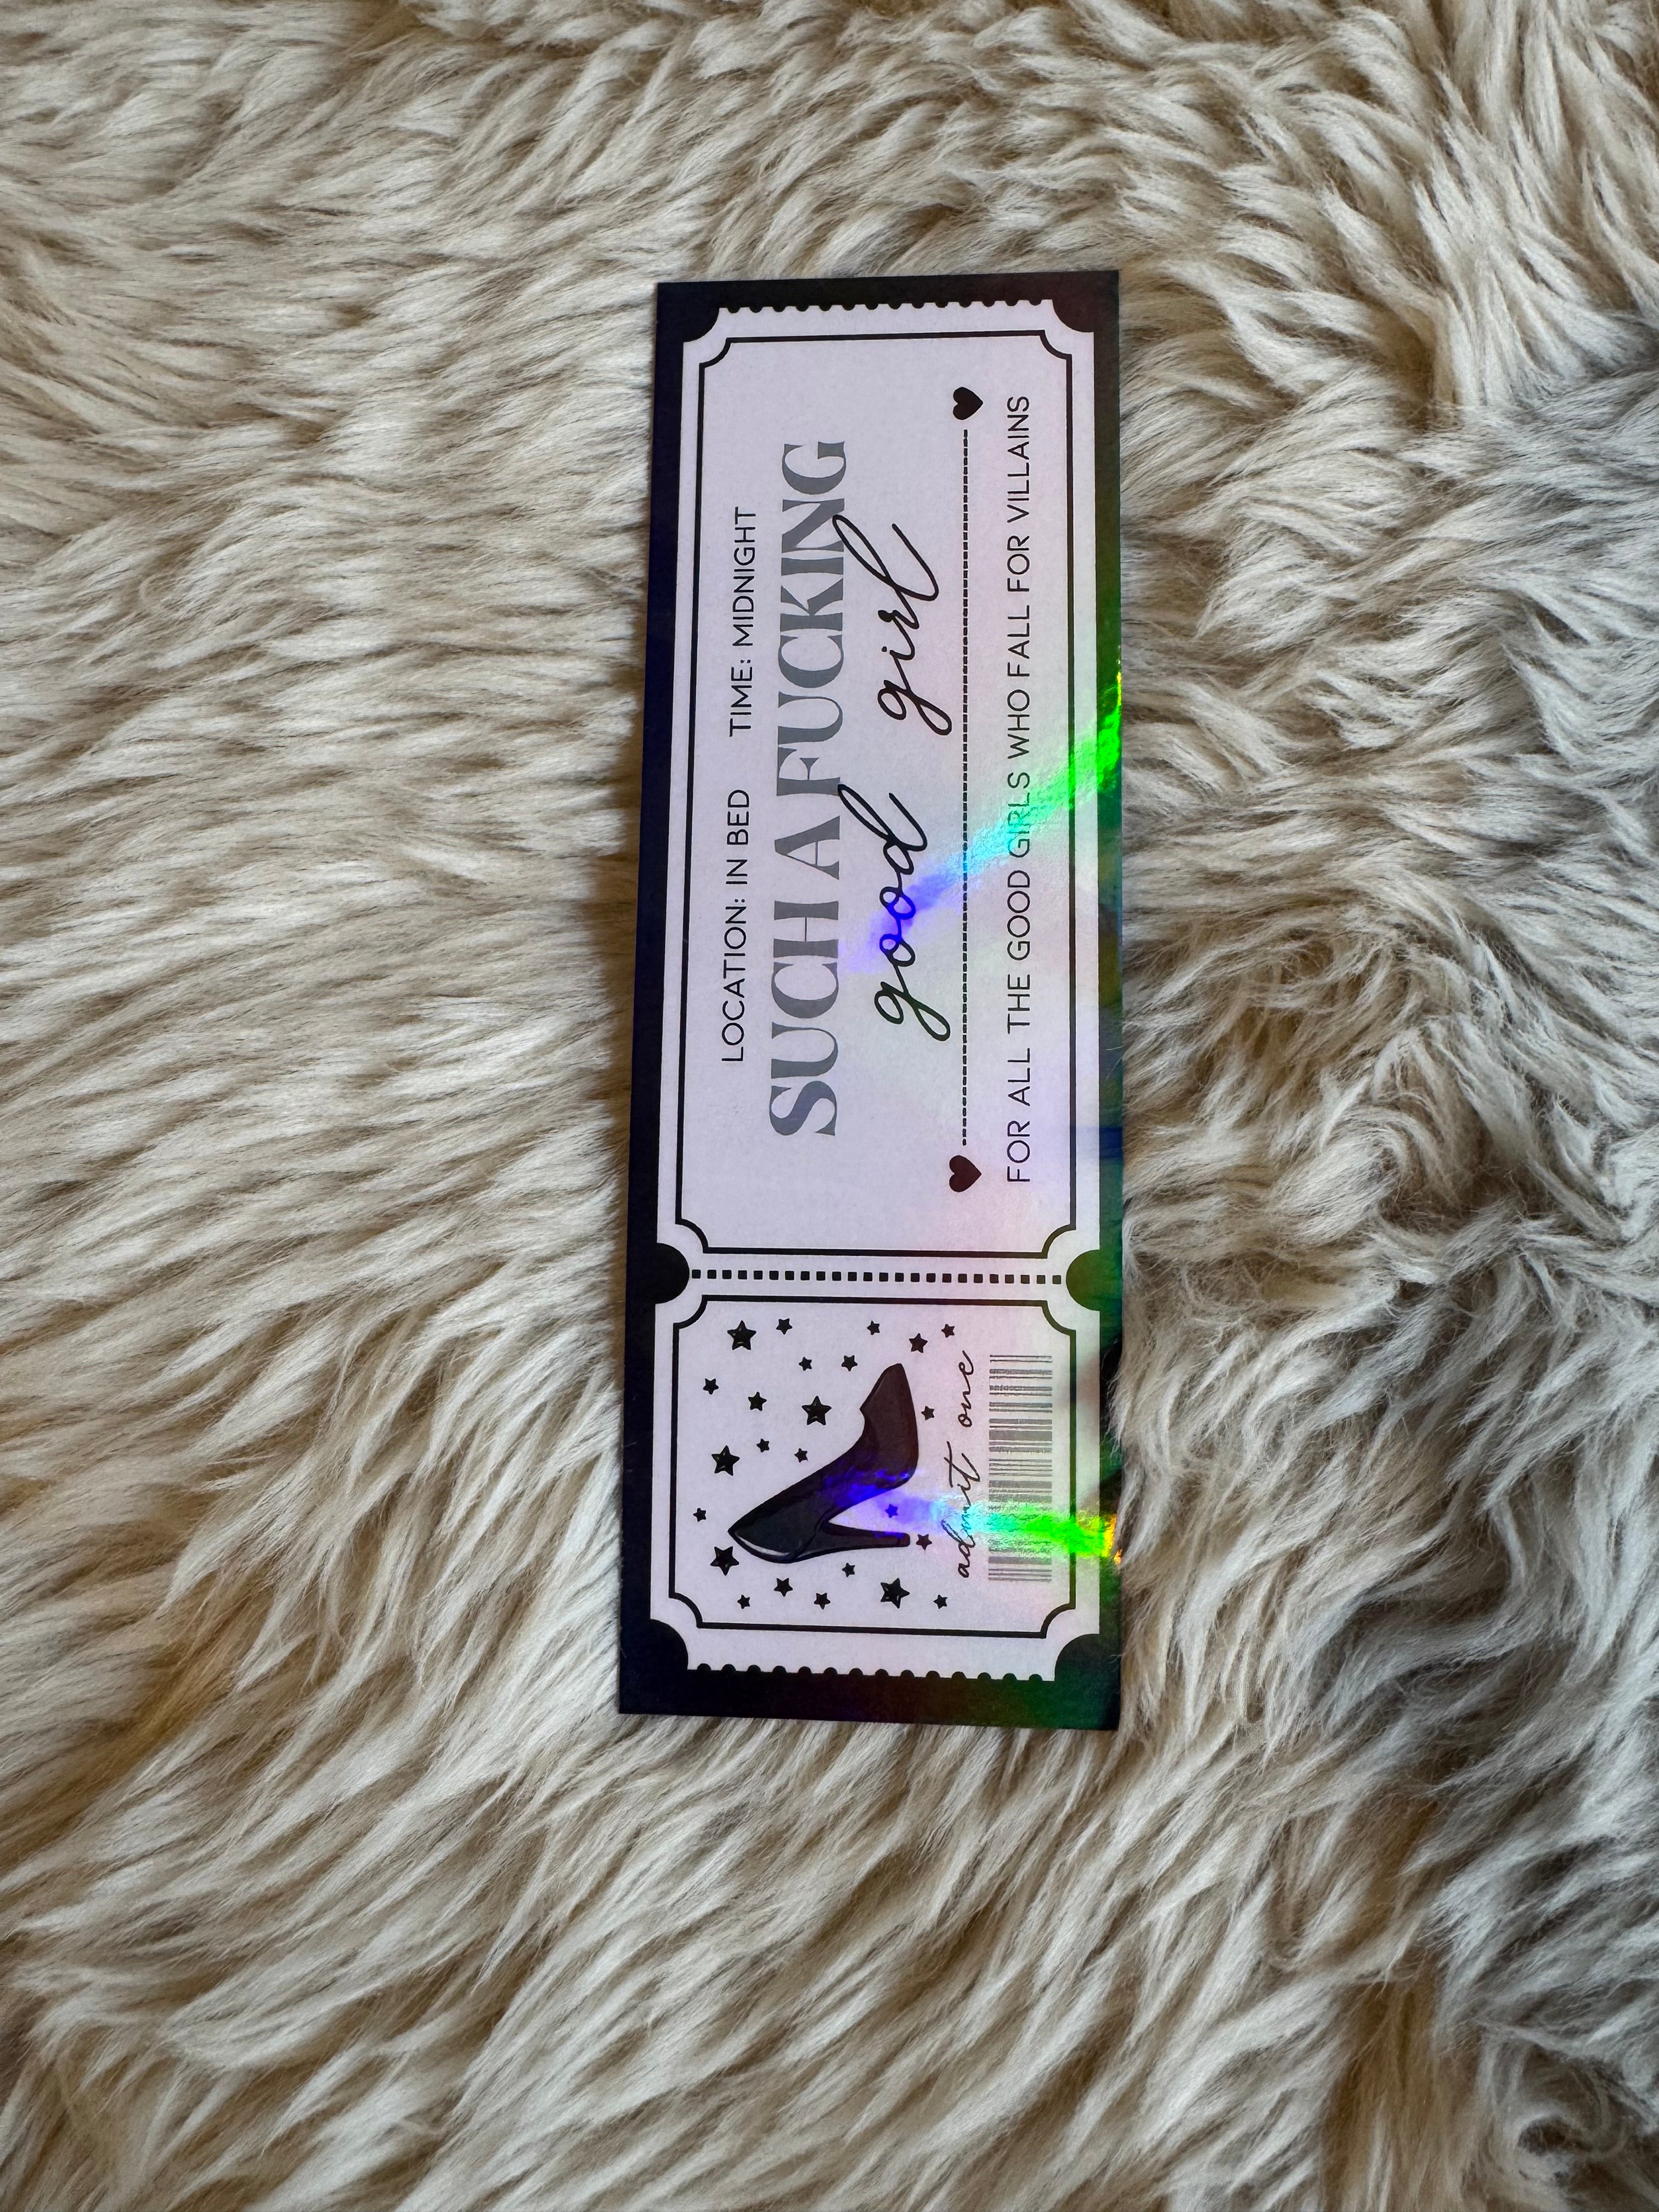 LOCATION: IN BED TIME: MIDNIGHT
SUCH A FUCKING
good girl
FOR ALL THE GOOD GIRLS WHO FALL FOR VILLAINS
admit one